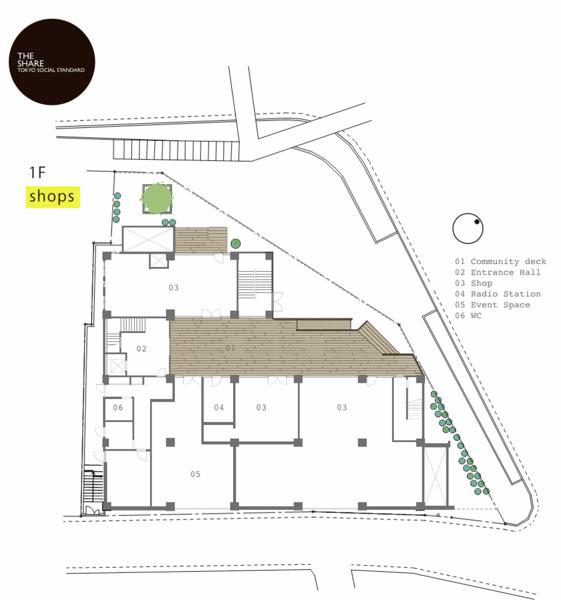 THE
SHARE
TOKYO SOCIAL STANDARD
1F
shops
01 Community deck
02 Entrance Hall
03 Shop
04 Radio Station
05 Event Space
06 WC
03
02
01
06
04
03
03
05